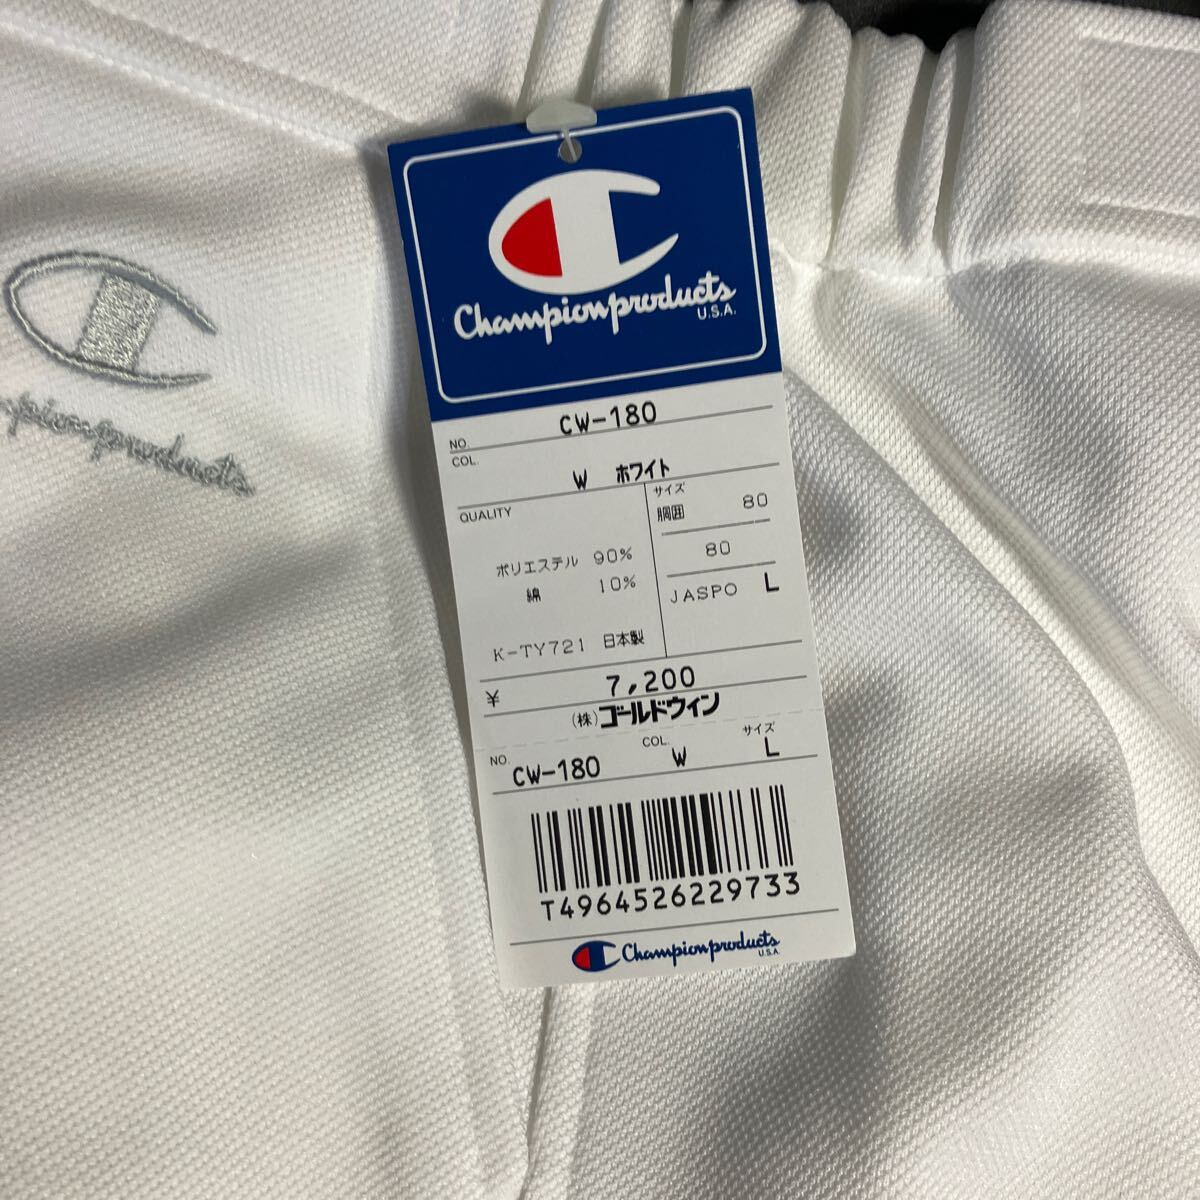 Championproducts
U.S.A.
NO. CW-180
COL. W ホワイト
QUALITY
ポリエステル 90%
綿 10%
K-TY721 日本製
サイズ
胴囲 80
80
JASPO L
¥ 7,200
(株)ゴールドウィン
NO. CW-180 COL. W サイズ L
T4964526229733
Championproducts
U.S.A.
pionproducts